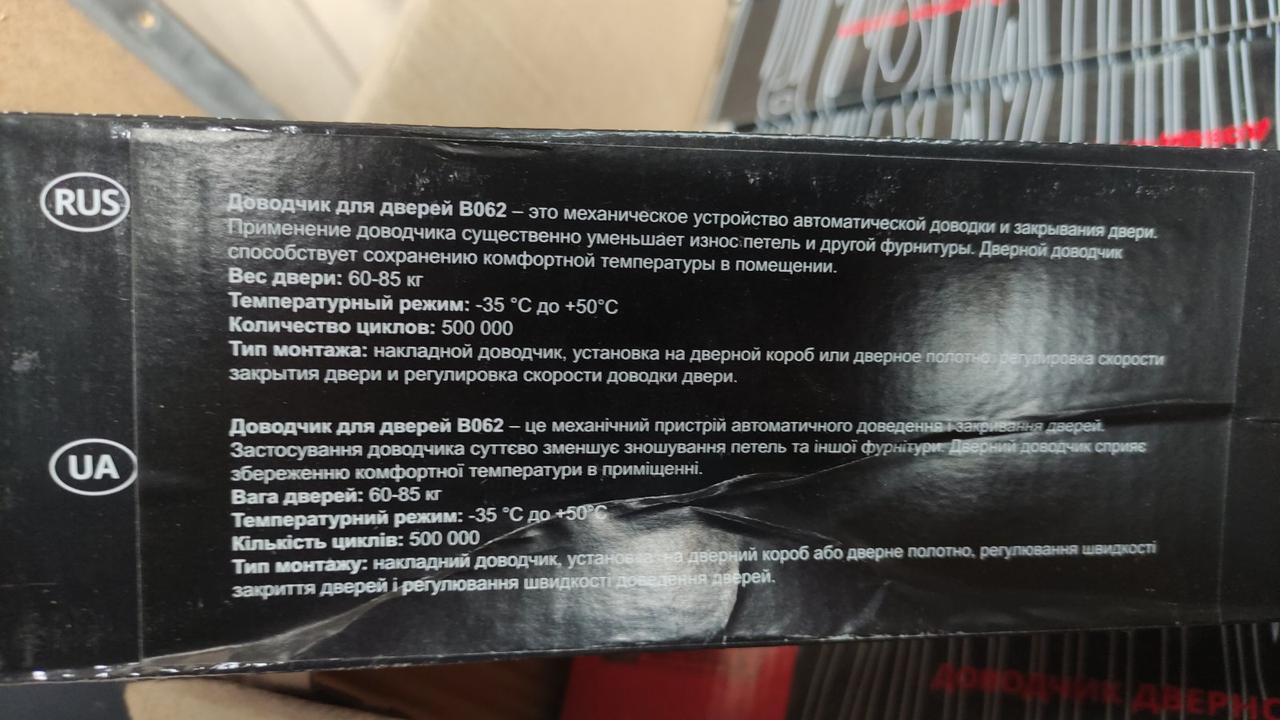 RUS
Доводчик для дверей B062 – это механическое устройство автоматической доводки и закрывания двери.
Применение доводчика существенно уменьшает износ петель и другой фурнитуры. Дверной доводчик
способствует сохранению комфортной температуры в помещении.
Вес двери: 60-85 кг
Температурный режим: -35 °C до +50°C
Количество циклов: 500 000
Тип монтажа: накладной доводчик, установка на дверной короб или дверное полотно, регулировка скорости
закрытия двери и регулировка скорости доводки двери.
UA
Доводчик для дверей B062 – це механічний пристрій автоматичного доведення і закривання дверей.
Застосування доводчика суттєво зменшує зношування петель та іншої фурнітури. Дверний доводчик сприяє
збереженню комфортної температури в приміщенні.
Вага дверей: 60-85 кг
Температурний режим: -35 °C до +50°C
Кількість циклів: 500 000
Тип монтажу: накладний доводчик, установка на дверний короб або дверне полотно, регулювання швидкості
закриття дверей і регулювання швидкості доведення дверей.
ДОВОДЧИК ДВЕРНО